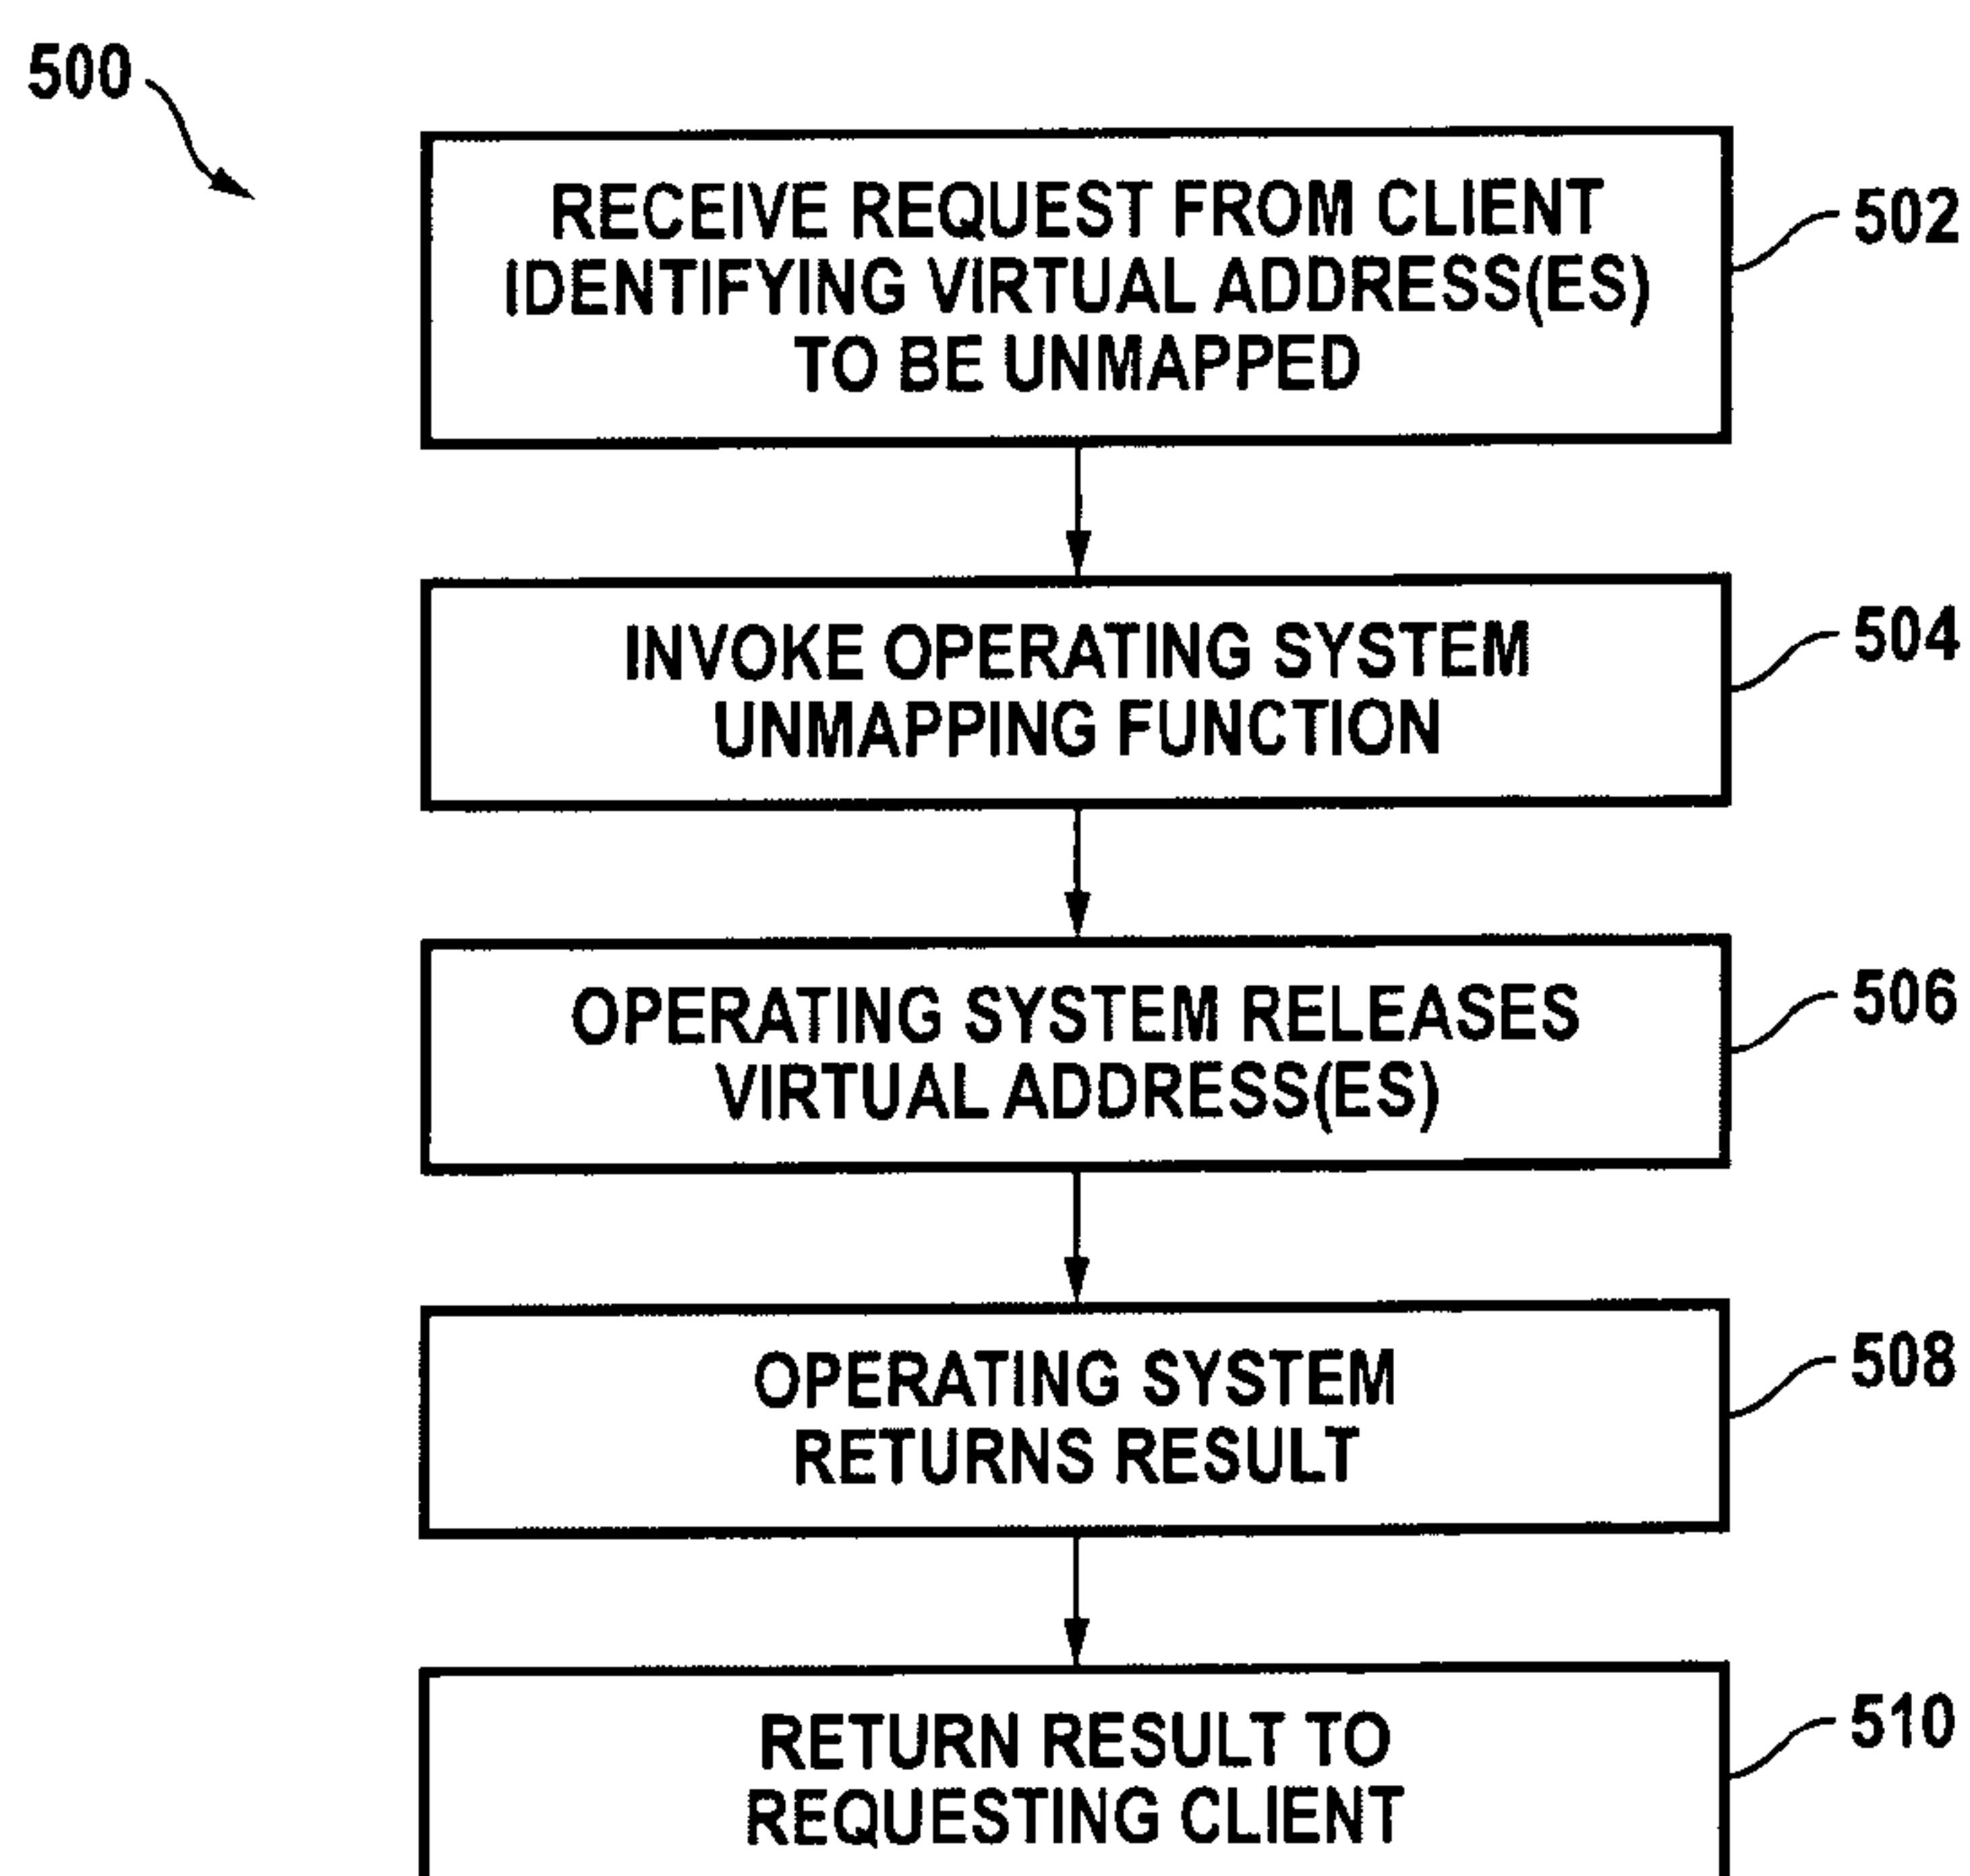 500
RECEIVE REQUEST FROM CLIENT
IDENTIFYING VIRTUAL ADDRESS(ES)
TO BE UNMAPPED
502
INVOKE OPERATING SYSTEM
UNMAPPING FUNCTION
504
OPERATING SYSTEM RELEASES
VIRTUAL ADDRESS(ES)
506
OPERATING SYSTEM
RETURNS RESULT
508
RETURN RESULT TO
REQUESTING CLIENT
510